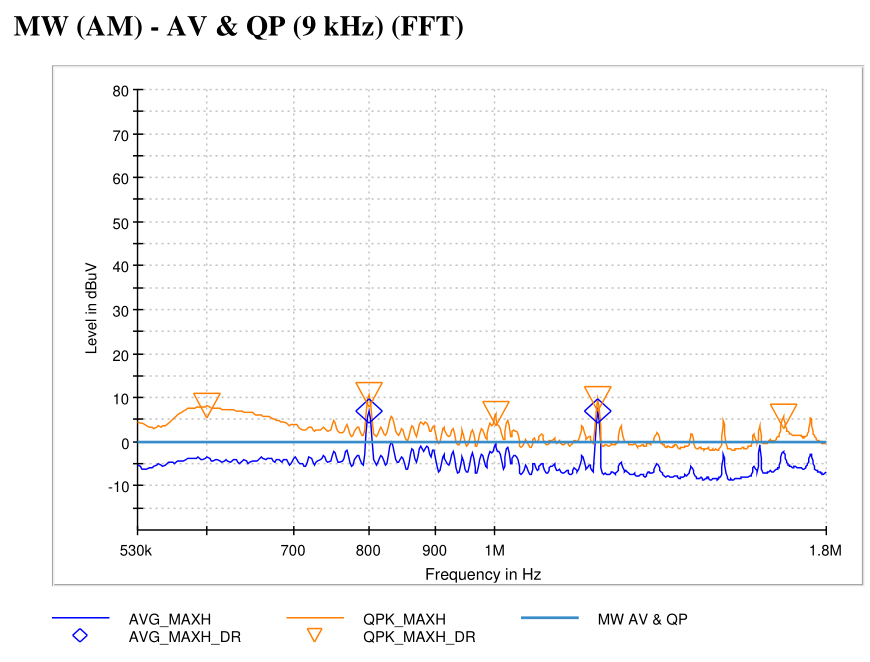 MW (AM) - AV & QP (9 kHz) (FFT)
80
70
60
50
40
30
20
10
0
-10
Level in dBuV
530k 700 800 900 1M 1.8M
Frequency in Hz
AVG_MAXH QPK_MAXH MW AV & QP
AVG_MAXH_DR QPK_MAXH_DR